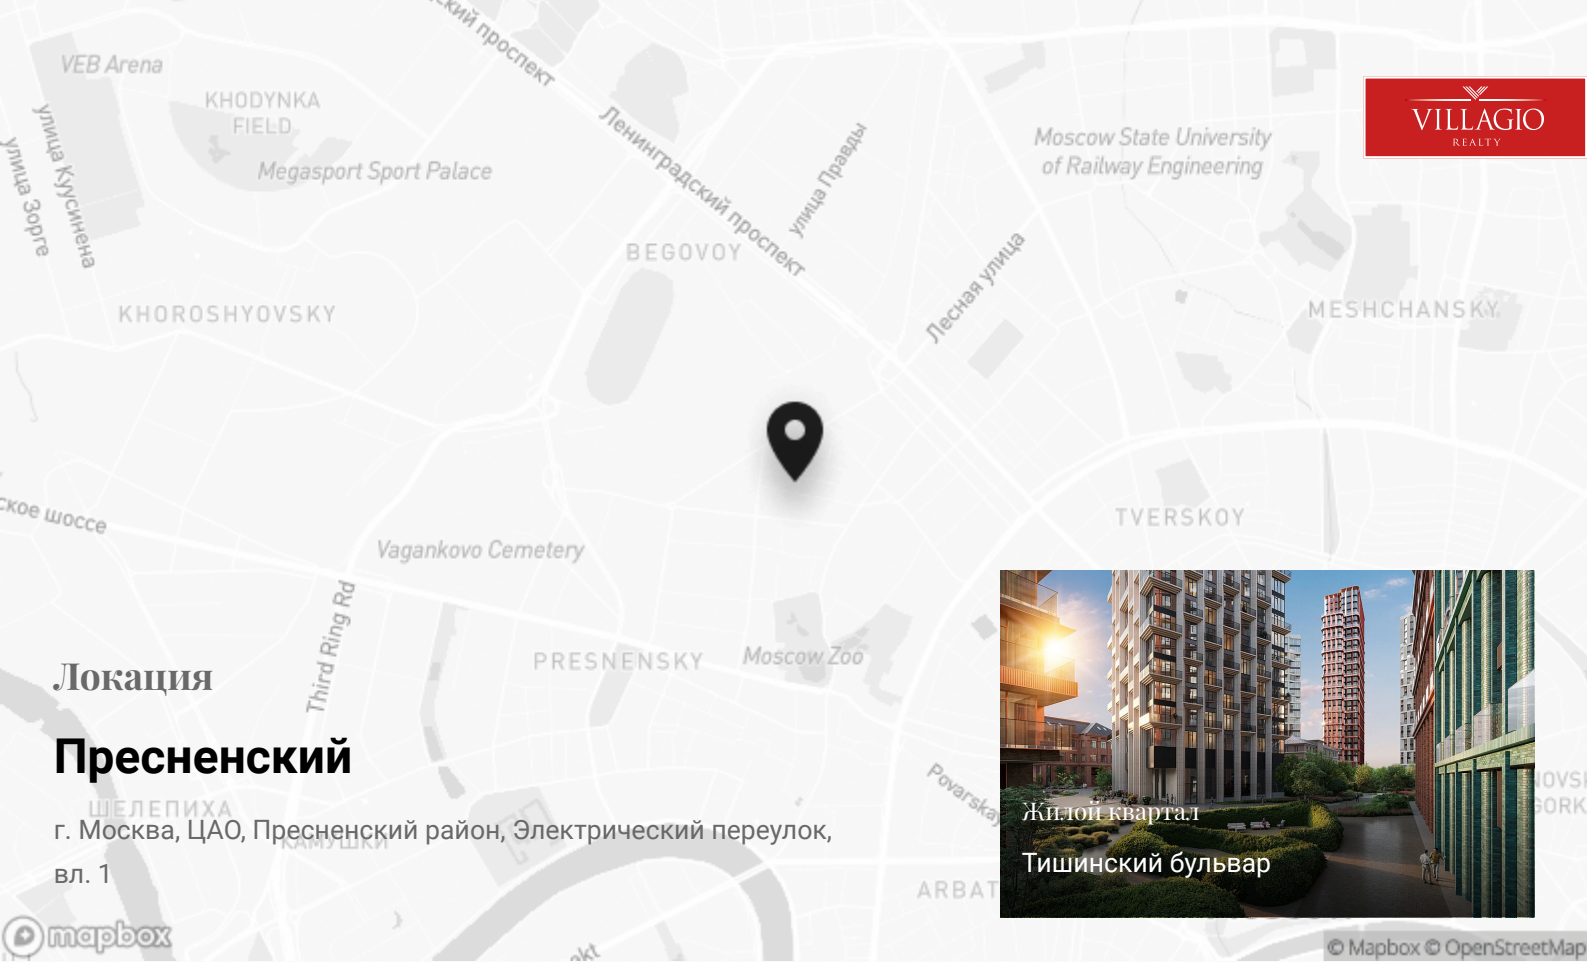 ский проспект
VEB Arena
KHODYNKA
FIELD
Megasport Sport Palace
улица Куусинена
улица Зорге
Ленинградский проспект
улица Правды
Moscow State University
of Railway Engineering
VILLAGIO
REALTY
BEGOVOY
Лесная улица
KHOROSHYOVSKY
MESHCHANSKY
ское шоссе
TVERSKOY
Vagankovo Cemetery
Third Ring Rd
PRESNENSKY
Moscow Zoo
Локация
Пресненский
ШЕЛЕПИХА
г. Москва, ЦАО, Пресненский район, Электрический переулок,
вл. 1
КАМУШКИ
Povarska
Жилой квартал
Тишинский бульвар
ARBAT
mapbox
© Mapbox © OpenStreetMap